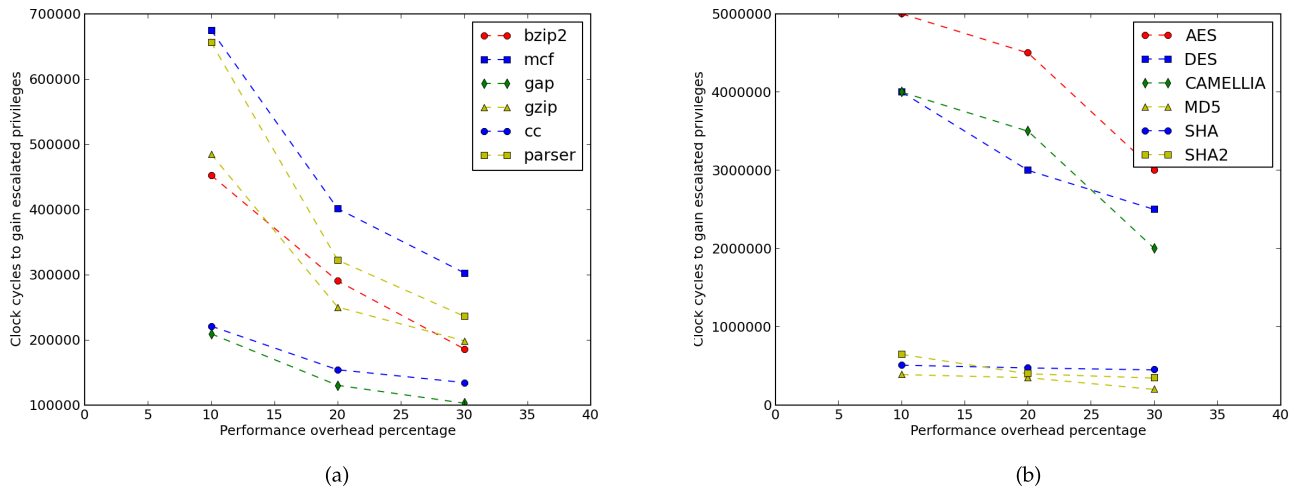 700000
600000
500000
400000
300000
200000
100000
0 5 10 15 20 25 30 35 40
Clock cycles to gain escalated privileges
Performance overhead percentage
bzip2
mcf
gap
gzip
cc
parser
(a)
5000000
4000000
3000000
2000000
1000000
0
0 5 10 15 20 25 30 35 40
Clock cycles to gain escalated privileges
Performance overhead percentage
AES
DES
CAMELLIA
MD5
SHA
SHA2
(b)